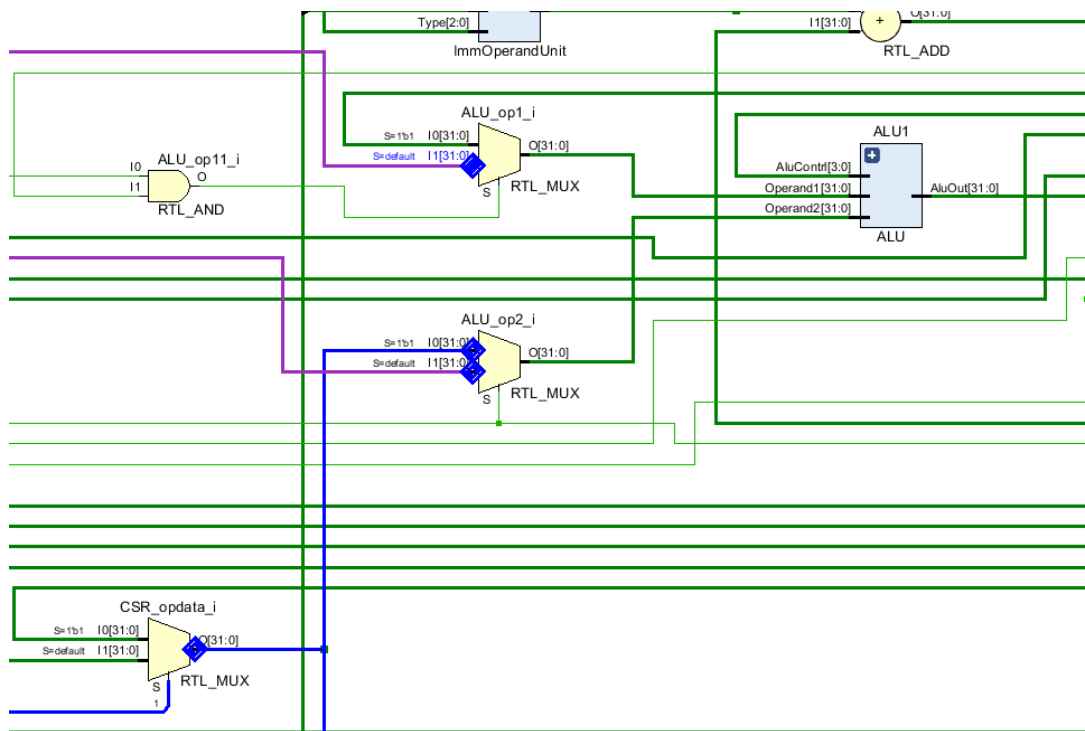 Type[2:0]
ImmOperandUnit
I1[31:0]
+
O[31:0]
RTL_ADD
ALU_op1_i
S=1'b1 I0[31:0]
S=default I1[31:0]
O[31:0]
S
RTL_MUX
ALU_op11_i
I0
I1
O
RTL_AND
ALU1
AluContrl[3:0]
Operand1[31:0]
Operand2[31:0]
AluOut[31:0]
ALU
ALU_op2_i
S=1'b1 I0[31:0]
S=default I1[31:0]
O[31:0]
S
RTL_MUX
CSR_opdata_i
S=1'b1 I0[31:0]
S=default I1[31:0]
O[31:0]
S
RTL_MUX
1